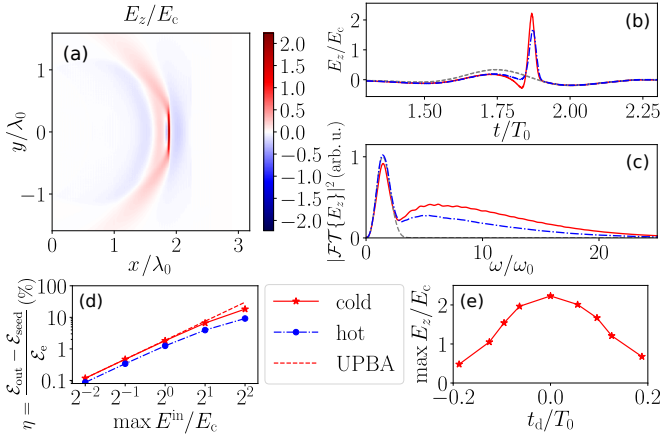 E_z/E_c
(a)
y/λ_0
1
0
−1
0
1
2
3
x/λ_0
2.0
1.5
1.0
0.5
0.0
−0.5
−1.0
−1.5
−2.0
(b)
E_z/E_c
2
1
0
1.50
1.75
2.00
2.25
t/T_0
(c)
|ℱ𝒯{E_z}|² (arb. u.)
1
0
0
10
20
ω/ω_0
(d)
η = (ℰ_out − ℰ_seed)/ℰ_e (%)
100
10
1
0.1
2^−2
2^−1
2^0
2^1
2^2
max E^in/E_c
cold
hot
UPBA
(e)
max E_z/E_c
2
1
0
−0.2
0.0
0.2
t_d/T_0